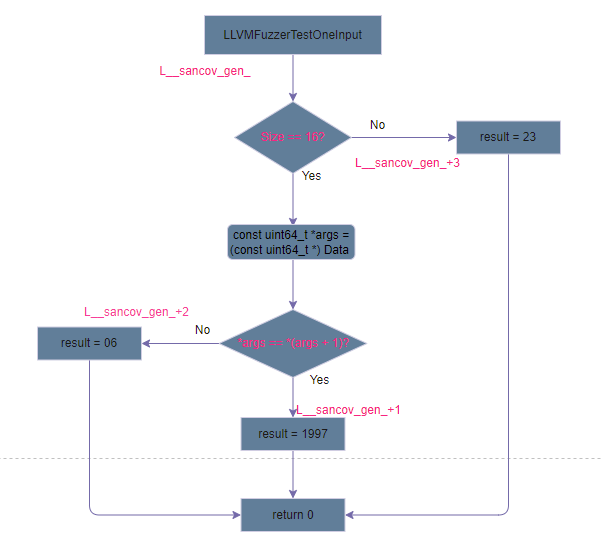 LLVMFuzzerTestOneInput
L__sancov_gen_
Size == 16?
No
result = 23
L__sancov_gen_+3
Yes
const uint64_t *args =
(const uint64_t *) Data
L__sancov_gen_+2
No
result = 06
*args == *(args + 1)?
Yes
L__sancov_gen_+1
result = 1997
return 0